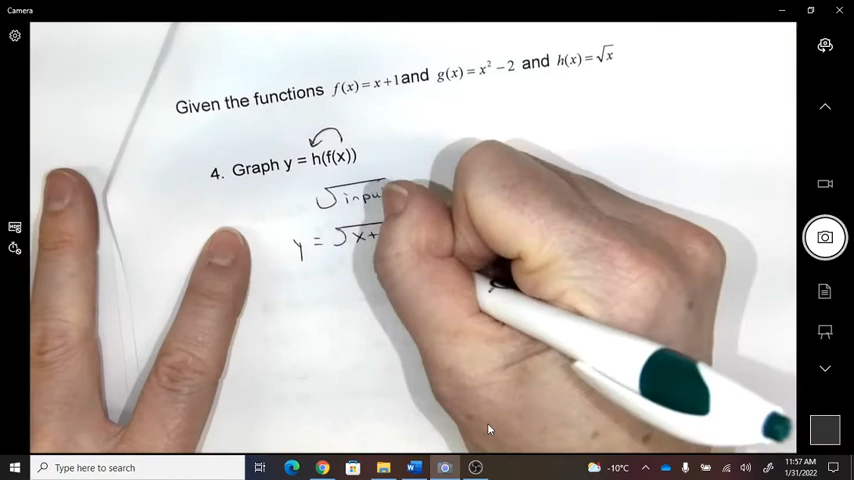 Camera
Given the functions f(x) = x+1 and g(x) = x² − 2 and h(x) = √x
4. Graph y = h(f(x))
y = √x+
Type here to search
-10°C
11:57 AM
1/31/2022